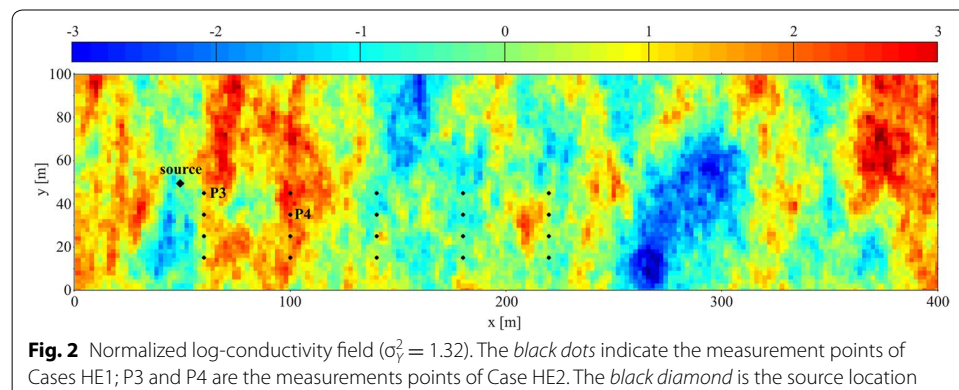 -3 -2 -1 0 1 2 3
100
80
60
40
20
0
y [m]
source
P3
P4
0 100 200 300 400
x [m]
Fig. 2 Normalized log-conductivity field (σ²Y = 1.32). The black dots indicate the measurement points of
Cases HE1; P3 and P4 are the measurements points of Case HE2. The black diamond is the source location